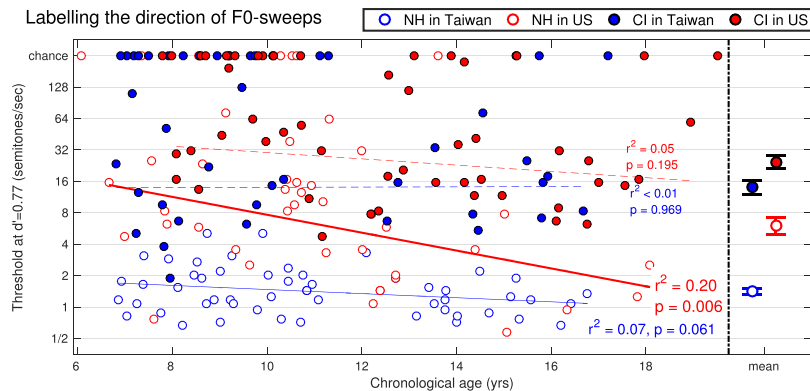 Labelling the direction of F0-sweeps
NH in Taiwan
NH in US
CI in Taiwan
CI in US
Threshold at d'=0.77 (semitones/sec)
chance
128
64
32
16
8
4
2
1
1/2
r² = 0.05
p = 0.195
r² < 0.01
p = 0.969
r² = 0.20
p = 0.006
r² = 0.07, p = 0.061
6
8
10
12
14
16
18
mean
Chronological age (yrs)